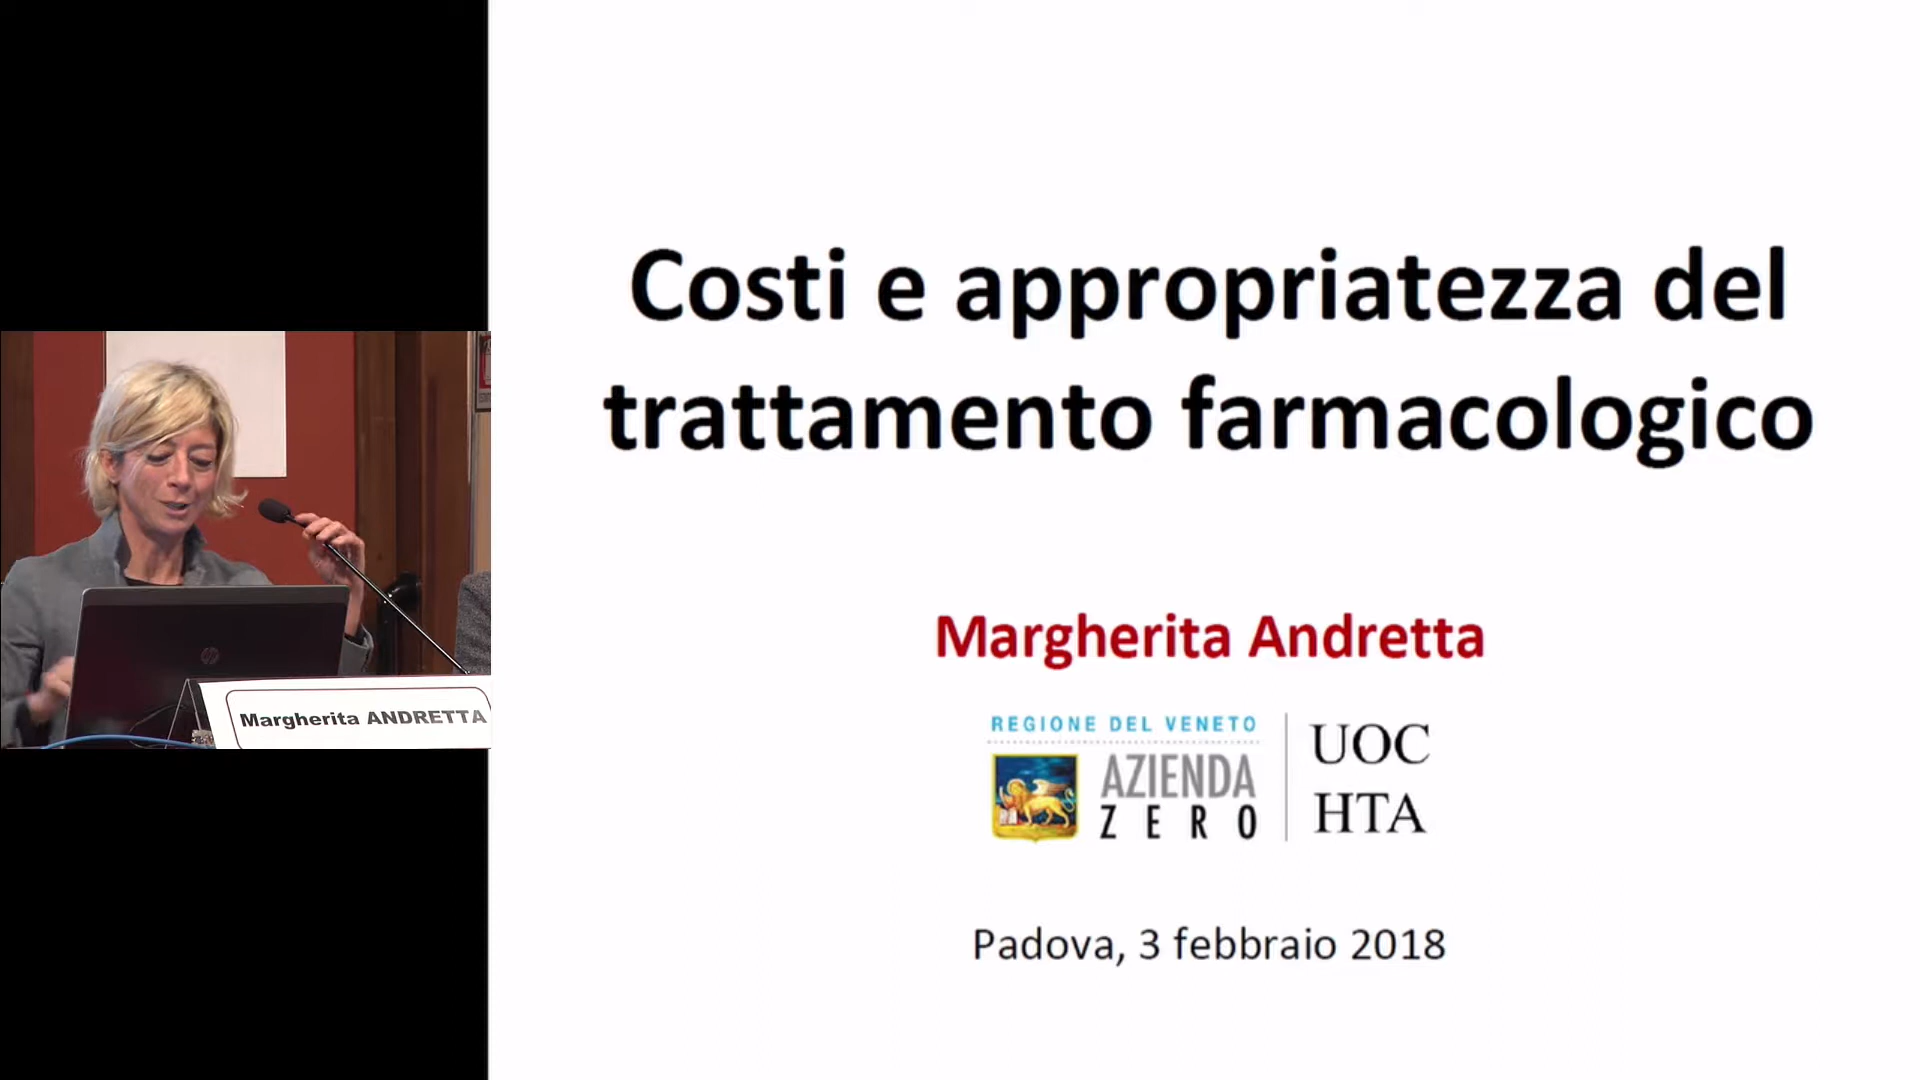 Costi e appropriatezza del
trattamento farmacologico
Margherita Andretta
REGIONE DEL VENETO
AZIENDA
ZERO
UOC
HTA
Padova, 3 febbraio 2018
Margherita ANDRETTA
hp